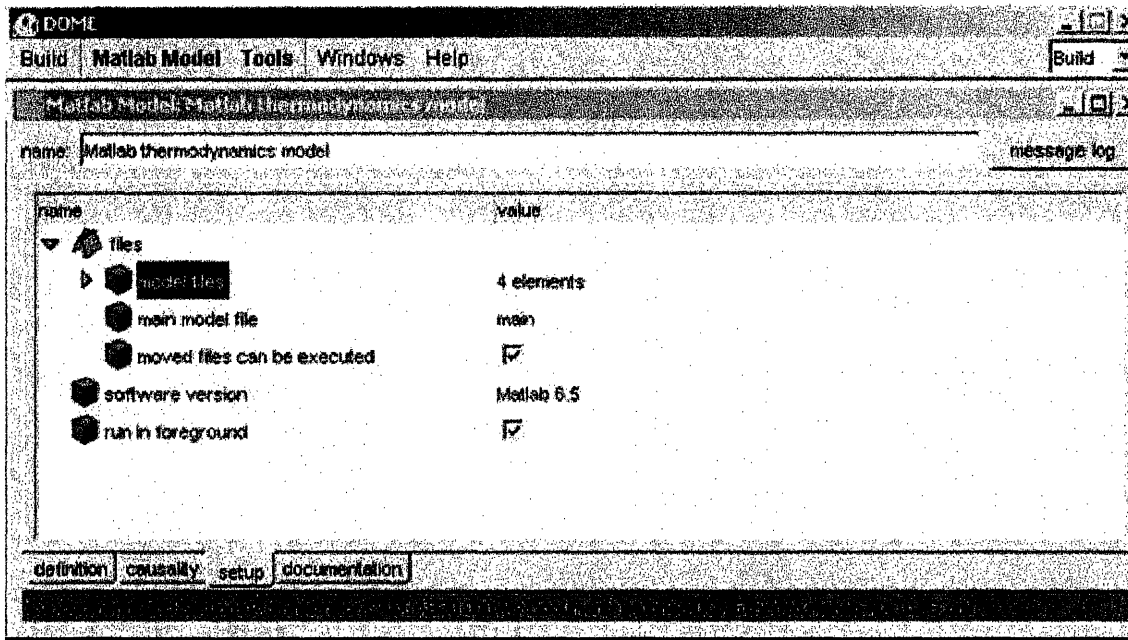 DOME
Build Matlab Model Tools Windows Help Build
Matlab Model: Matlab thermodynamics model
name: Matlab thermodynamics model message log
name value
files
model files 4 elements
main model file main
moved files can be executed
software version Matlab 6.5
run in foreground
definition causality setup documentation